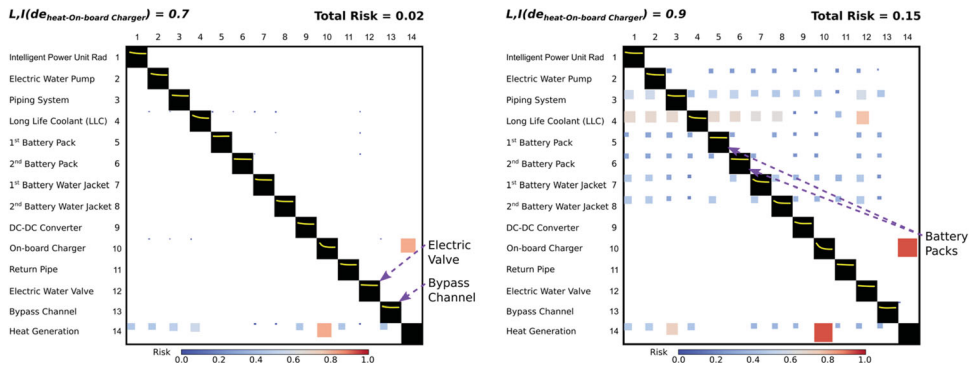 L,I(de heat-On-board Charger) = 0.7
Total Risk = 0.02
1 2 3 4 5 6 7 8 9 10 11 12 13 14
Intelligent Power Unit Rad 1
Electric Water Pump 2
Piping System 3
Long Life Coolant (LLC) 4
1st Battery Pack 5
2nd Battery Pack 6
1st Battery Water Jacket 7
2nd Battery Water Jacket 8
DC-DC Converter 9
On-board Charger 10
Return Pipe 11
Electric Water Valve 12
Bypass Channel 13
Heat Generation 14
Electric
Valve
Bypass
Channel
Risk
0.0 0.2 0.4 0.6 0.8 1.0
L,I(de heat-On-board Charger) = 0.9
Total Risk = 0.15
1 2 3 4 5 6 7 8 9 10 11 12 13 14
Intelligent Power Unit Rad 1
Electric Water Pump 2
Piping System 3
Long Life Coolant (LLC) 4
1st Battery Pack 5
2nd Battery Pack 6
1st Battery Water Jacket 7
2nd Battery Water Jacket 8
DC-DC Converter 9
On-board Charger 10
Return Pipe 11
Electric Water Valve 12
Bypass Channel 13
Heat Generation 14
Battery
Packs
Risk
0.0 0.2 0.4 0.6 0.8 1.0